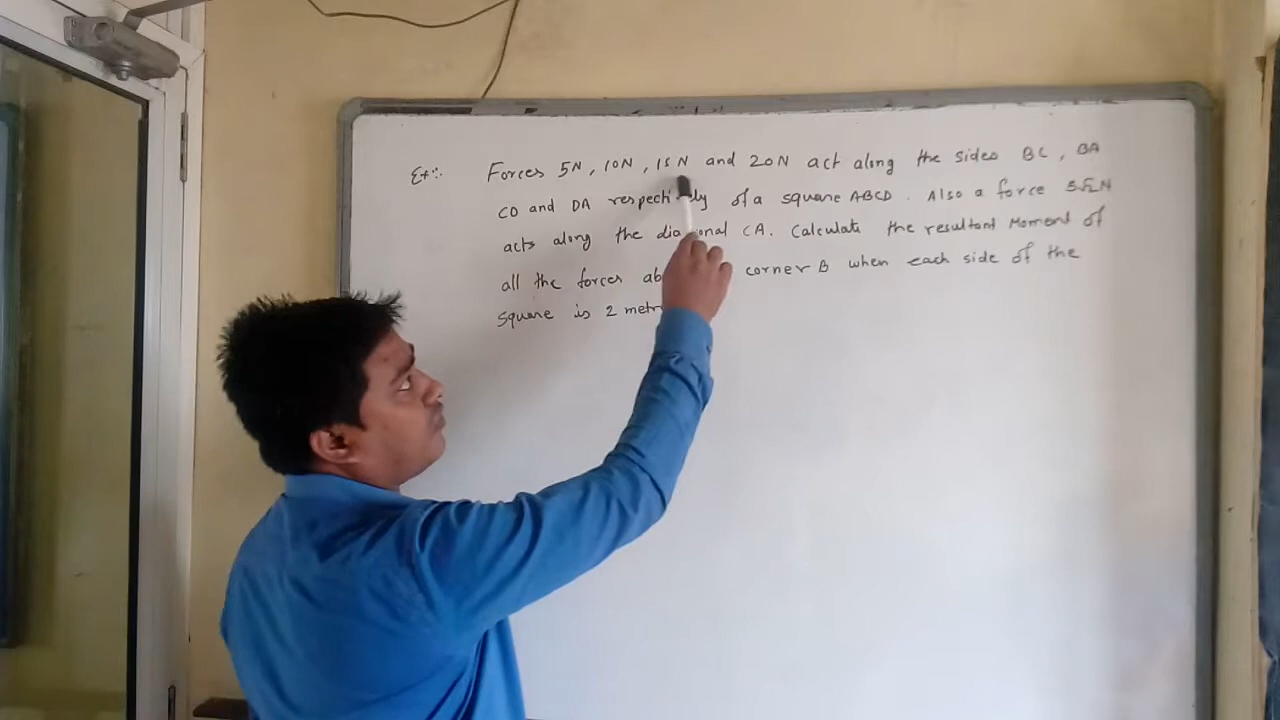 Ex:- Forces 5N, 10N, 15N and 20N act along the sides BC, BA
CD and DA respectively of a square ABCD. Also a force 5√2N
acts along the diagonal CA. Calculate the resultant Moment of
all the forces corner B when each side of the
square is 2